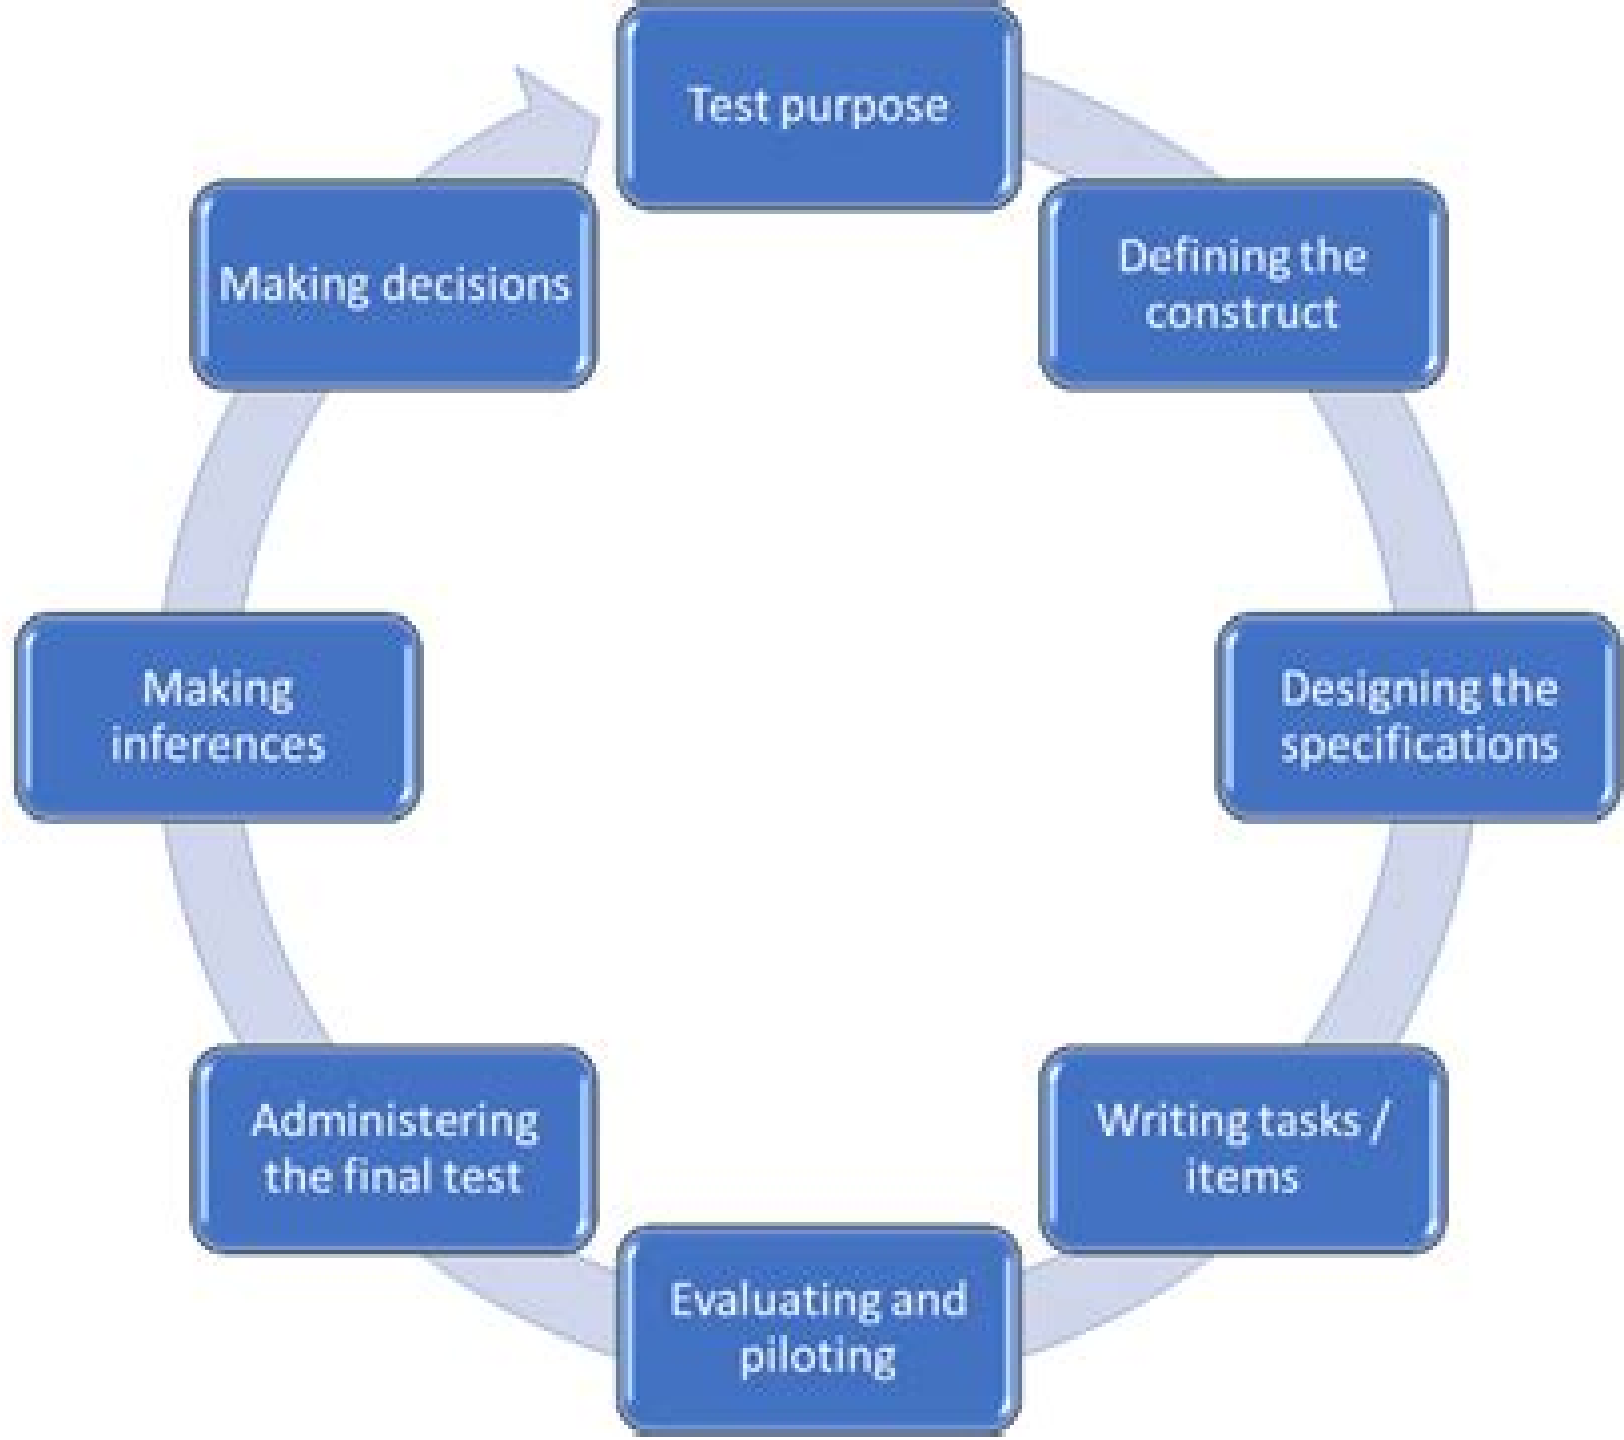 Test purpose
Defining the
construct
Designing the
specifications
Writing tasks /
items
Evaluating and
piloting
Administering
the final test
Making
inferences
Making decisions